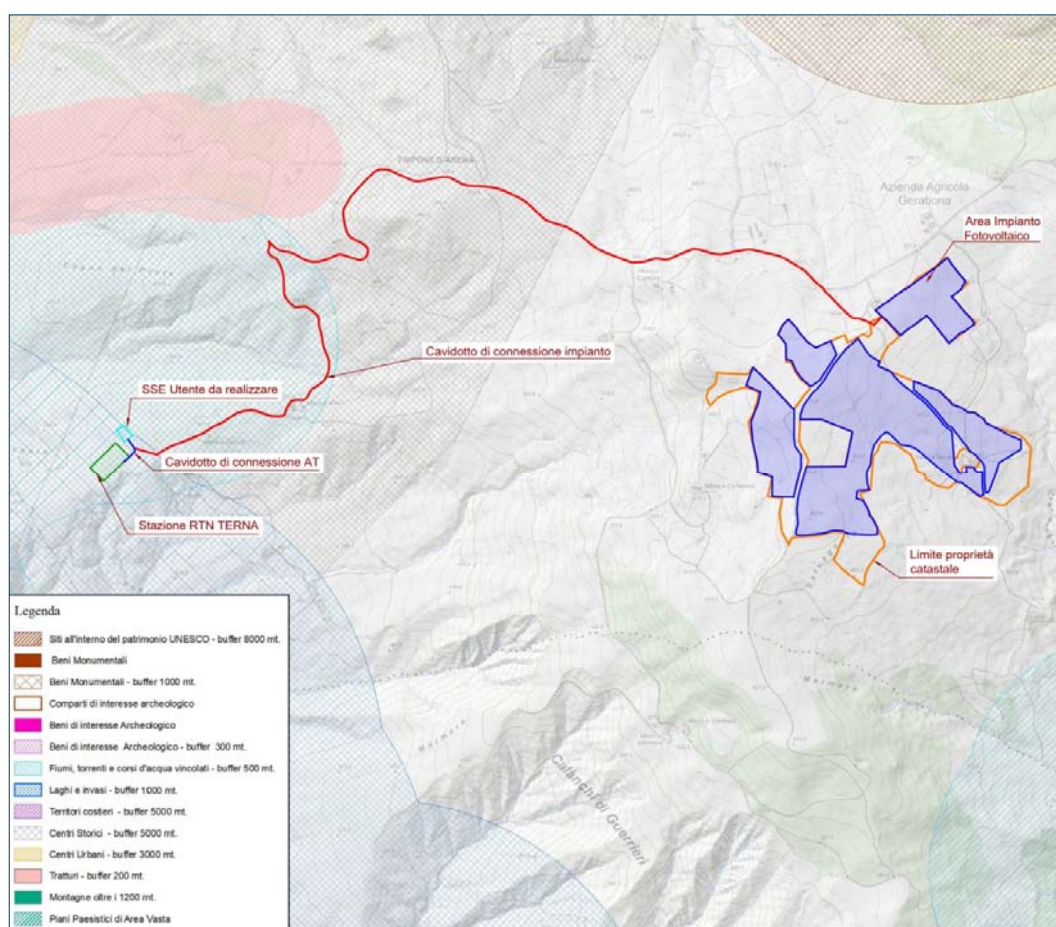 TRIFONE D'ARENA
Azienda Agricola
Gerabona
Area Impianto
Fotovoltaico
Cavidotto di connessione impianto
SSE Utente da realizzare
Cavidotto di connessione AT
Stazione RTN TERNA
Limite proprietà
catastale
Marmara
Marmara
Calanchi di Guerrieri
Legenda
Siti all'interno del patrimonio UNESCO - buffer 8000 mt.
Beni Monumentali
Beni Monumentali - buffer 1000 mt.
Comparti di interesse archeologico
Beni di interesse Archeologico
Beni di interesse Archeologico - buffer 300 mt.
Fiumi, torrenti e corsi d'acqua vincolati - buffer 500 mt.
Laghi e invasi - buffer 1000 mt.
Territori costieri - buffer 5000 mt.
Centri Storici - buffer 5000 mt.
Centri Urbani - buffer 3000 mt.
Tratturi - buffer 200 mt.
Montagne oltre i 1200 mt.
Piani Paesistici di Area Vasta